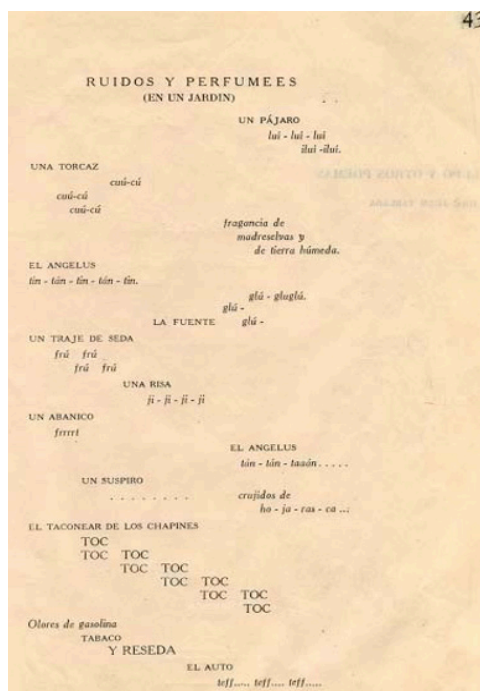 43
RUIDOS Y PERFUMEES
(EN UN JARDIN)
UN PÁJARO
lui - lui - lui
ilui -ilui.
UNA TORCAZ
cuú-cú
cuú-cú
cuú-cú
fragancia de
madreselvas y
de tierra húmeda.
EL ANGELUS
tin - tán - tin - tán - tin.
glú - gluglú.
glú -
LA FUENTE glú -
UN TRAJE DE SEDA
frú frú
frú frú
UNA RISA
ji - ji - ji - ji
UN ABANICO
frrrrí
EL ANGELUS
tán - tán - taaán . . . . .
UN SUSPIRO
. . . . . . . . crujidos de
ho - ja - ras - ca ...
EL TACONEAR DE LOS CHAPINES
TOC
TOC TOC
TOC TOC
TOC TOC
TOC TOC
TOC
Olores de gasolina
TABACO
Y RESEDA
EL AUTO
teff..... teff.... teff.....